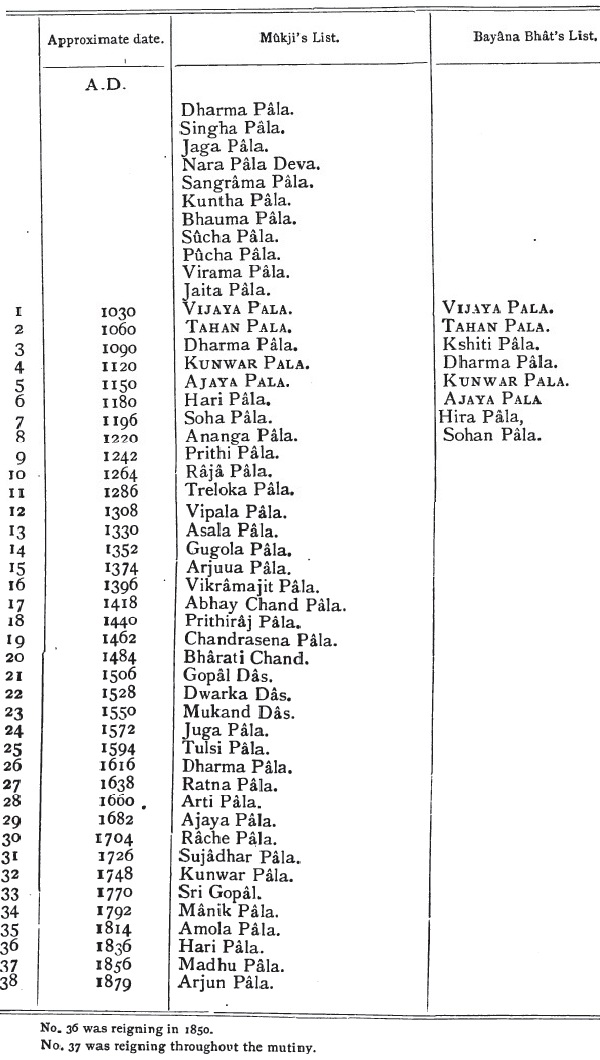 Approximate date. Mûkji's List. Bayâna Bhât's List.
A.D.
Dharma Pâla.
Singha Pâla.
Jaga Pâla.
Nara Pâla Deva.
Sangrâma Pâla.
Kuntha Pâla.
Bhauma Pâla.
Sûcha Pâla.
Pûcha Pâla.
Virama Pâla.
Jaita Pâla.
1 1030 VIJAYA PALA. VIJAYA PALA.
2 1060 TAHAN PALA. TAHAN PALA.
3 1090 Dharma Pâla. Kshiti Pâla.
4 1120 KUNWAR PALA. Dharma Pâla.
5 1150 AJAYA PALA. KUNWAR PALA.
6 1180 Hari Pâla. AJAYA PALA
7 1196 Soha Pâla. Hira Pâla,
8 1220 Ananga Pâla. Sohan Pâla.
9 1242 Prithi Pâla.
10 1264 Râjâ Pâla.
11 1286 Treloka Pâla.
12 1308 Vipala Pâla.
13 1330 Asala Pâla.
14 1352 Gugola Pâla.
15 1374 Arjuua Pâla.
16 1396 Vikrâmajit Pâla.
17 1418 Abhay Chand Pâla.
18 1440 Prithirâj Pâla.
19 1462 Chandrasena Pâla.
20 1484 Bhârati Chand.
21 1506 Gopâl Dâs.
22 1528 Dwarka Dâs.
23 1550 Mukand Dâs.
24 1572 Juga Pâla.
25 1594 Tulsi Pâla.
26 1616 Dharma Pâla.
27 1638 Ratna Pâla.
28 1660 Arti Pâla.
29 1682 Ajaya Pâla.
30 1704 Râche Pâla.
31 1726 Sujâdhar Pâla.
32 1748 Kunwar Pâla.
33 1770 Sri Gopâl.
34 1792 Mânik Pâla.
35 1814 Amola Pâla.
36 1836 Hari Pâla.
37 1856 Madhu Pâla.
38 1879 Arjun Pâla.
No. 36 was reigning in 1850.
No. 37 was reigning throughout the mutiny.